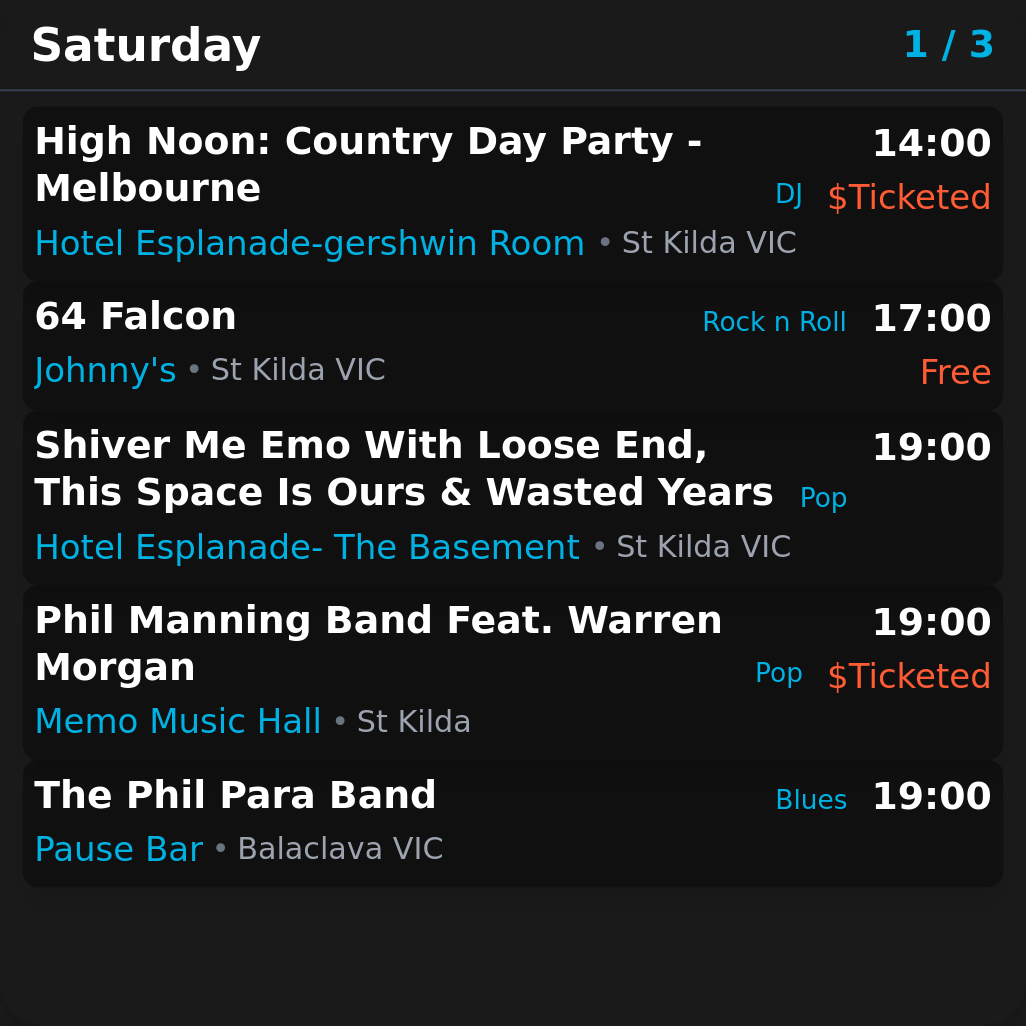 Saturday
1 / 3
High Noon: Country Day Party -
Melbourne
14:00
DJ
$Ticketed
Hotel Esplanade-gershwin Room • St Kilda VIC
64 Falcon
Rock n Roll
17:00
Johnny's • St Kilda VIC
Free
Shiver Me Emo With Loose End,
This Space Is Ours & Wasted Years
19:00
Pop
Hotel Esplanade- The Basement • St Kilda VIC
Phil Manning Band Feat. Warren
Morgan
19:00
Pop
$Ticketed
Memo Music Hall • St Kilda
The Phil Para Band
Blues
19:00
Pause Bar • Balaclava VIC